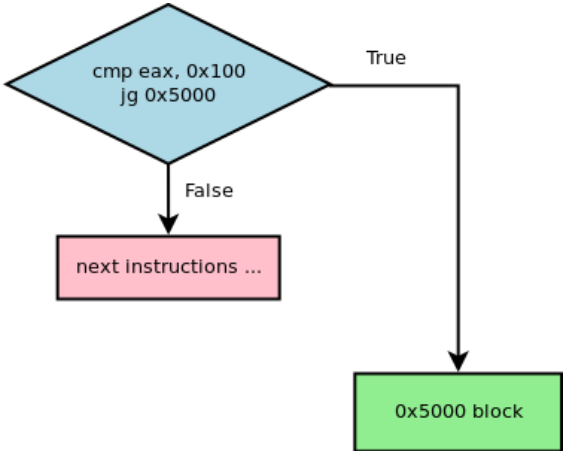 cmp eax, 0x100
jg 0x5000
True
False
next instructions ...
0x5000 block